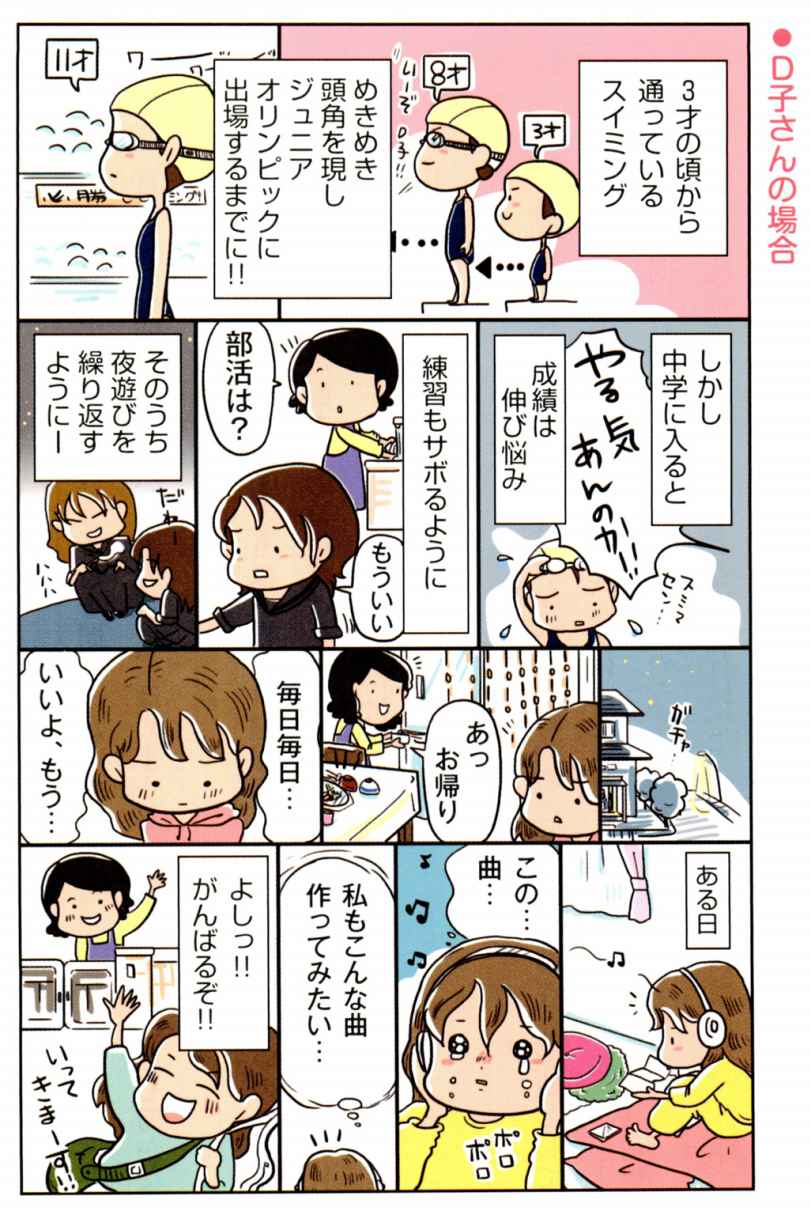 ●D子さんの場合
3才の頃から
通っている
スイミング
3才
8才
いーぞ D子!!
めきめき
頭角を現し
ジュニア
オリンピックに
出場するまでに!!
11才
ワー
ワー
しかし
中学に入ると
やる気
あんのか!!
スミマ
セン…
成績は
伸び悩み
練習もサボるように
部活は?
もういい
そのうち
夜遊びを
繰り返す
ようにー
だねー
ハハハ
ガチャ…
あっ
お帰り
毎日毎日…
いいよ、もう…
ある日
この…
曲…
ポロ
ポロ
私もこんな曲
作ってみたい…
よしっ!!
がんばるぞ!!
いって
きまーす!!